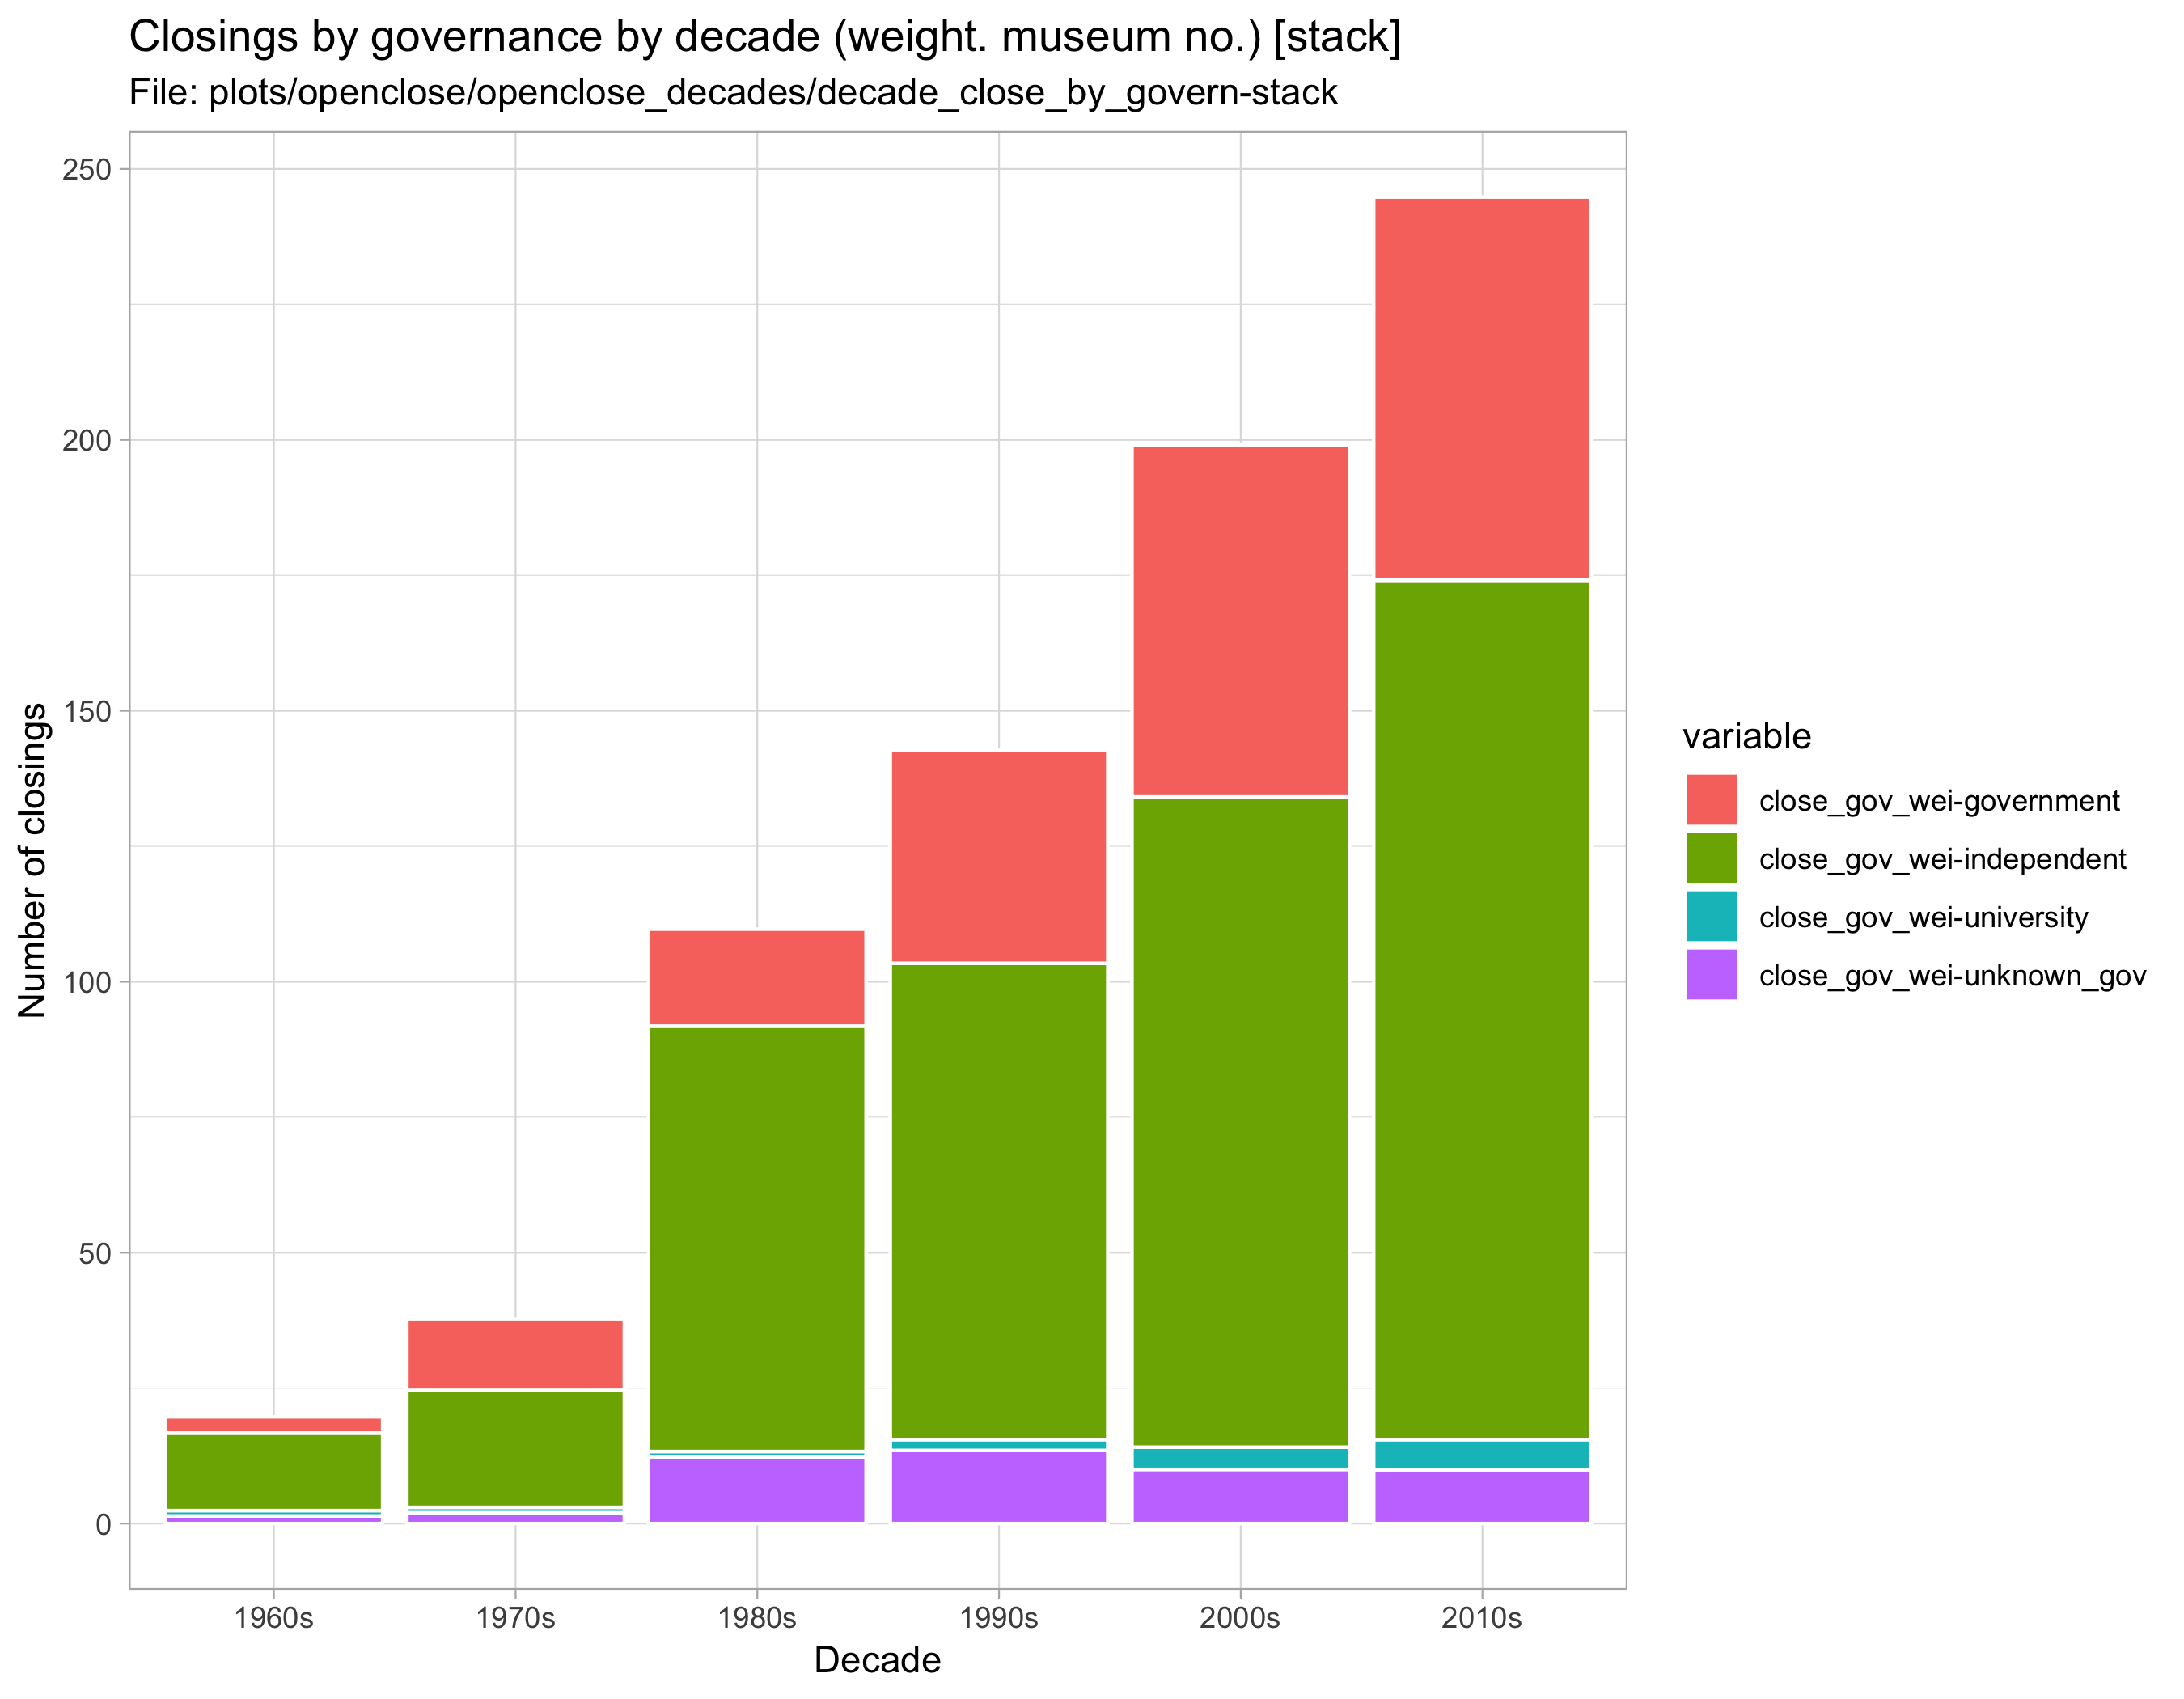 Closings by governance by decade (weight. museum no.) [stack]
File: plots/openclose/openclose_decades/decade_close_by_govern-stack
250
200
150
100
50
0
Number of closings
1960s 1970s 1980s 1990s 2000s 2010s
Decade
variable
close_gov_wei-government
close_gov_wei-independent
close_gov_wei-university
close_gov_wei-unknown_gov